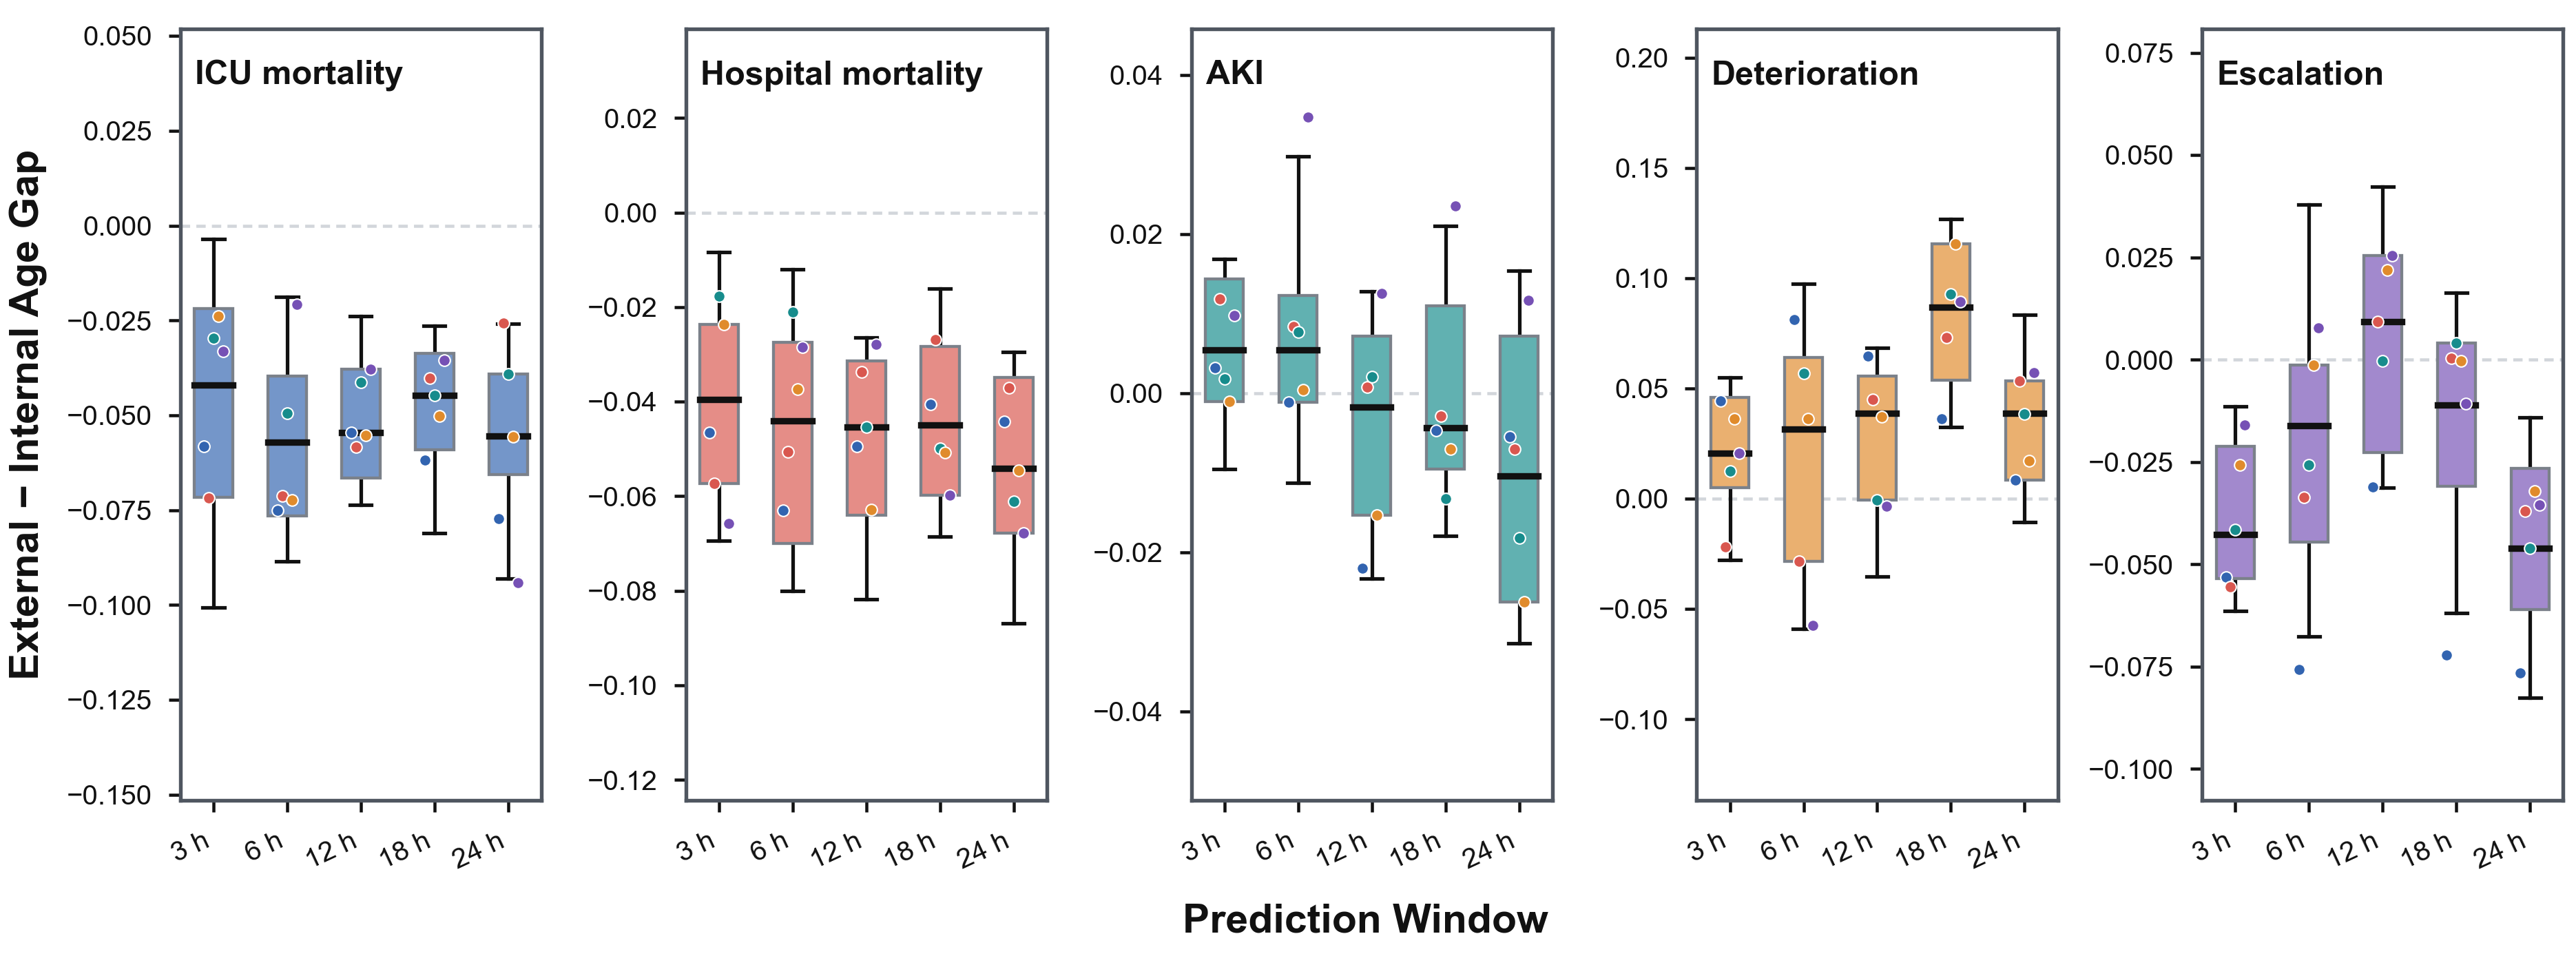 External − Internal Age Gap
ICU mortality
0.050
0.025
0.000
−0.025
−0.050
−0.075
−0.100
−0.125
−0.150
3 h
6 h
12 h
18 h
24 h
Hospital mortality
0.02
0.00
−0.02
−0.04
−0.06
−0.08
−0.10
−0.12
3 h
6 h
12 h
18 h
24 h
AKI
0.04
0.02
0.00
−0.02
−0.04
3 h
6 h
12 h
18 h
24 h
Deterioration
0.20
0.15
0.10
0.05
0.00
−0.05
−0.10
3 h
6 h
12 h
18 h
24 h
Escalation
0.075
0.050
0.025
0.000
−0.025
−0.050
−0.075
−0.100
3 h
6 h
12 h
18 h
24 h
Prediction Window